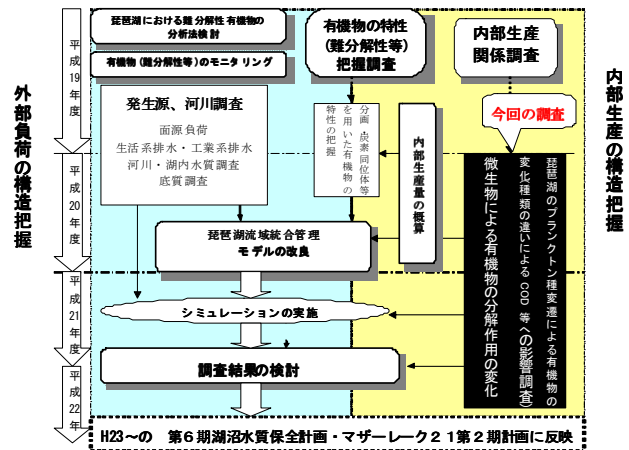 平成19年度
平成20年度
平成21年度
平成22年
外部負荷の構造把握
琵琶湖における難分解性有機物の
分析法検討
有機物(難分解性等)のモニタリング
有機物の特性
(難分解性等)
把握調査
内部生産
関係調査
今回の調査
発生源、河川調査
面源負荷
生活系排水・工業系排水
河川・湖内水質調査
底質調査
分画・炭素同位体等
を用いた有機物の
特性の把握
内部生産量の概算
琵琶湖のプランクトン種変遷による有機物の
変化種類の違いによるCOD等への影響調査)
微生物による有機物の分解作用の変化
内部生産の構造把握
琵琶湖流域統合管理
モデルの改良
シミュレーションの実施
調査結果の検討
H23～の 第6期湖沼水質保全計画・マザーレーク21第2期計画に反映